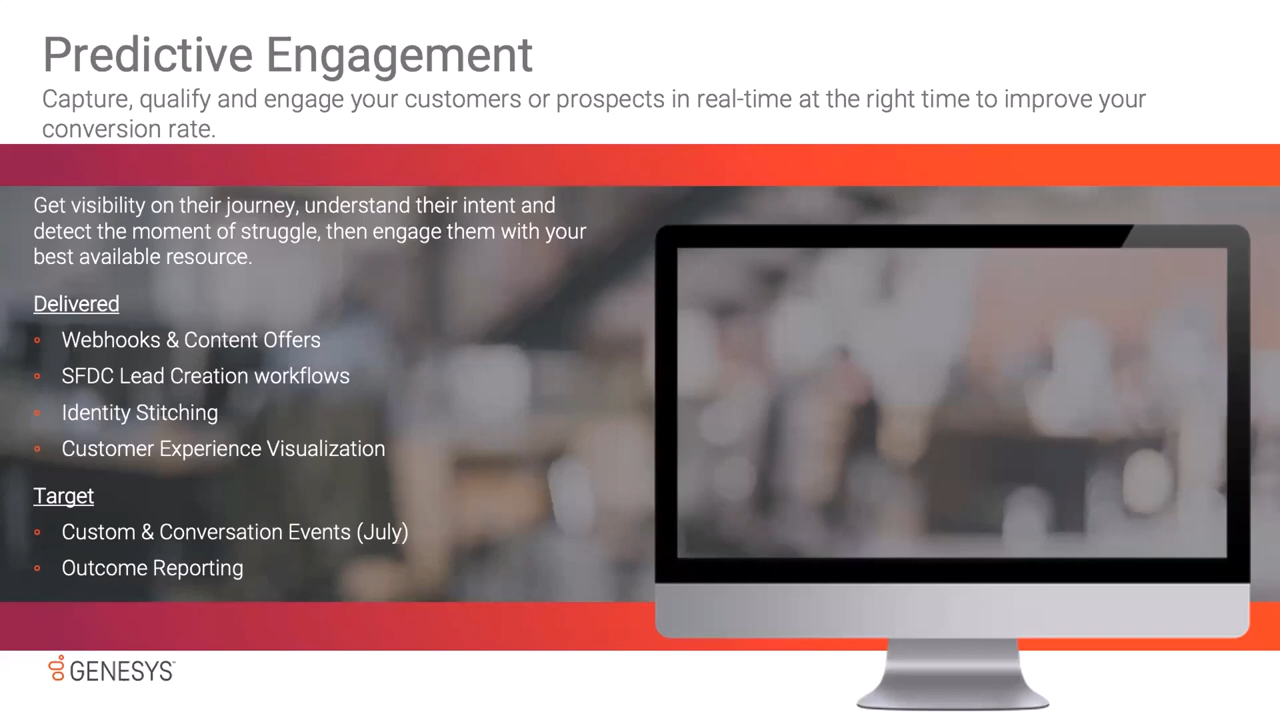 Predictive Engagement
Capture, qualify and engage your customers or prospects in real-time at the right time to improve your
conversion rate.
Get visibility on their journey, understand their intent and
detect the moment of struggle, then engage them with your
best available resource.
Delivered
Webhooks & Content Offers
SFDC Lead Creation workflows
Identity Stitching
Customer Experience Visualization
Target
Custom & Conversation Events (July)
Outcome Reporting
GENESYS™